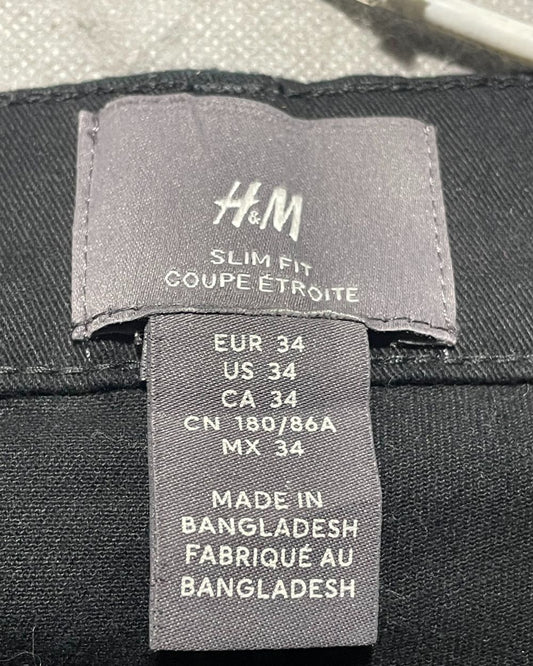 H&M
SLIM FIT
COUPE ÉTROITE
EUR 34
US 34
CA 34
CN 180/86A
MX 34
MADE IN
BANGLADESH
FABRIQUÉ AU
BANGLADESH